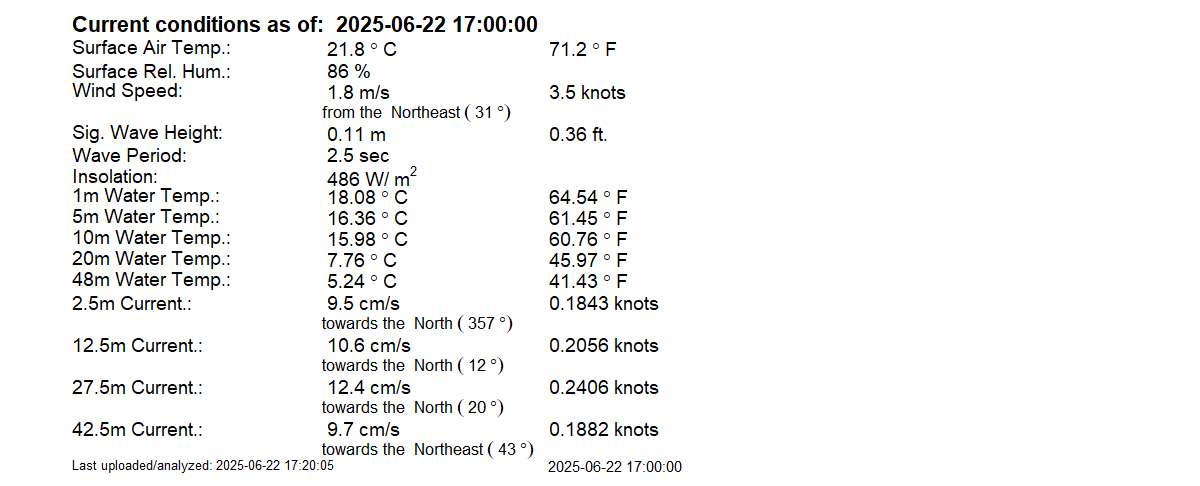 Current conditions as of: 2025-06-22 17:00:00
Surface Air Temp.: 21.8 ° C 71.2 ° F
Surface Rel. Hum.: 86 %
Wind Speed: 1.8 m/s 3.5 knots
from the Northeast ( 31 °)
Sig. Wave Height: 0.11 m 0.36 ft.
Wave Period: 2.5 sec
Insolation: 486 W/ m²
1m Water Temp.: 18.08 ° C 64.54 ° F
5m Water Temp.: 16.36 ° C 61.45 ° F
10m Water Temp.: 15.98 ° C 60.76 ° F
20m Water Temp.: 7.76 ° C 45.97 ° F
48m Water Temp.: 5.24 ° C 41.43 ° F
2.5m Current.: 9.5 cm/s 0.1843 knots
towards the North ( 357 °)
12.5m Current.: 10.6 cm/s 0.2056 knots
towards the North ( 12 °)
27.5m Current.: 12.4 cm/s 0.2406 knots
towards the North ( 20 °)
42.5m Current.: 9.7 cm/s 0.1882 knots
towards the Northeast ( 43 °)
Last uploaded/analyzed: 2025-06-22 17:20:05 2025-06-22 17:00:00